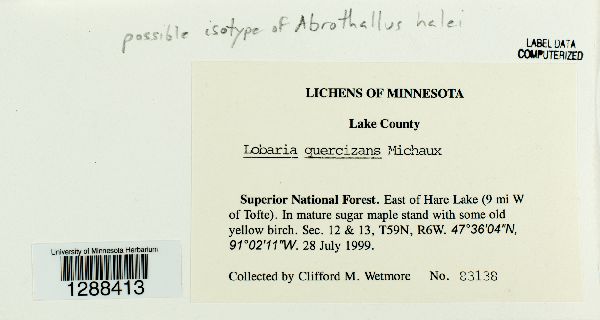 possible isotype of Abrothallus halei
LABEL DATA
COMPUTERIZED
LICHENS OF MINNESOTA
Lake County
Lobaria quercizans Michaux
Superior National Forest. East of Hare Lake (9 mi W
of Tofte). In mature sugar maple stand with some old
yellow birch. Sec. 12 & 13, T59N, R6W. 47°36'04"N,
91°02'11"W. 28 July 1999.
Collected by Clifford M. Wetmore No. 83138
University of Minnesota Herbarium
1288413